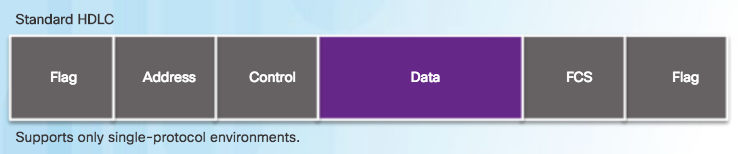 Standard HDLC
Flag Address Control Data FCS Flag
Supports only single-protocol environments.